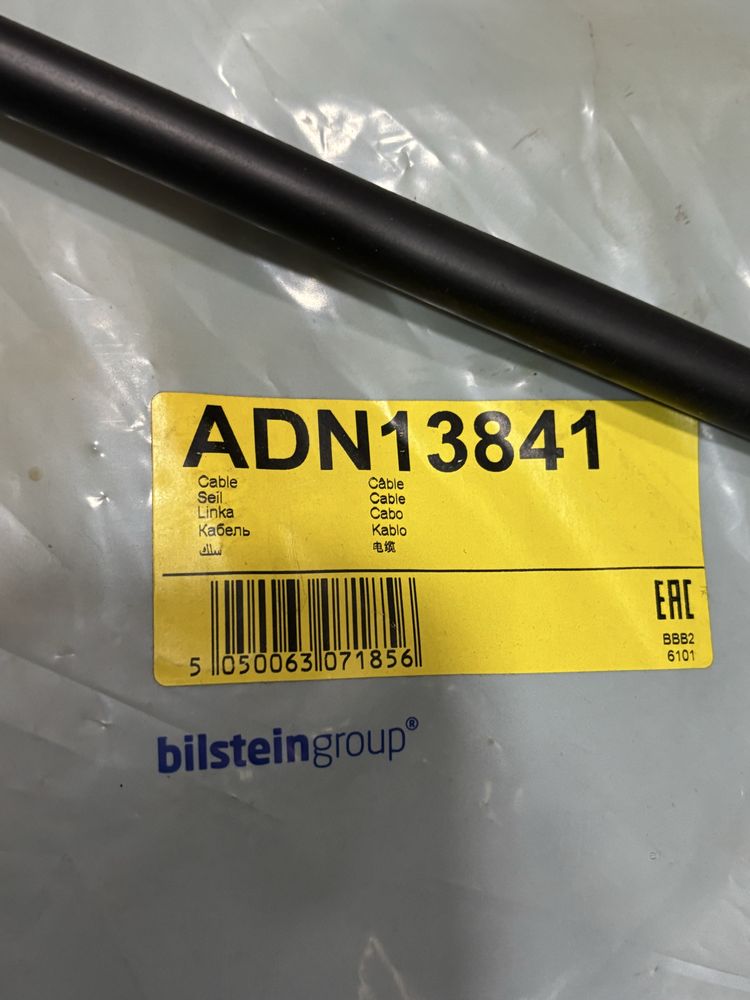 ADN13841
Cable
Seil
Linka
Кабель
سلك
Câble
Cable
Cabo
Kablo
电缆
5 050063 071856
EAC
BBB2
6101
bilsteingroup®